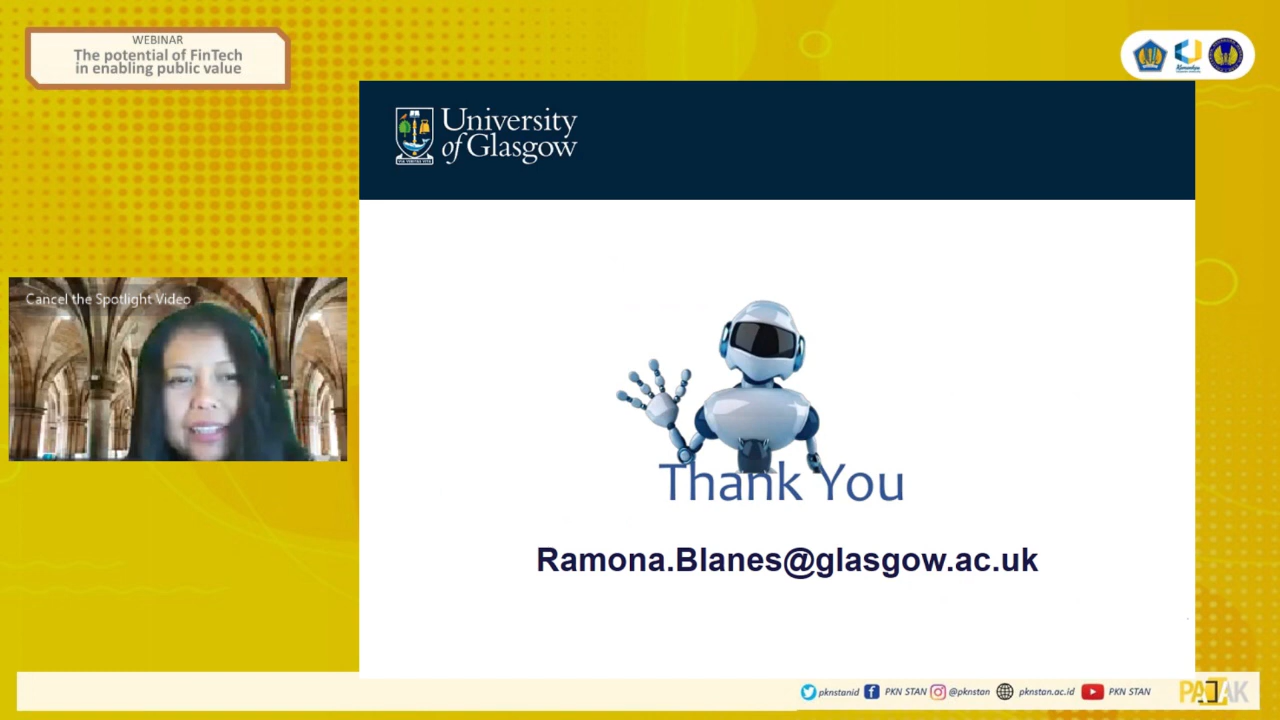 WEBINAR
The potential of FinTech
in enabling public value
University
of Glasgow
Cancel the Spotlight Video
Thank You
Ramona.Blanes@glasgow.ac.uk
pknstanid PKN STAN @pknstan pknstan.ac.id PKN STAN